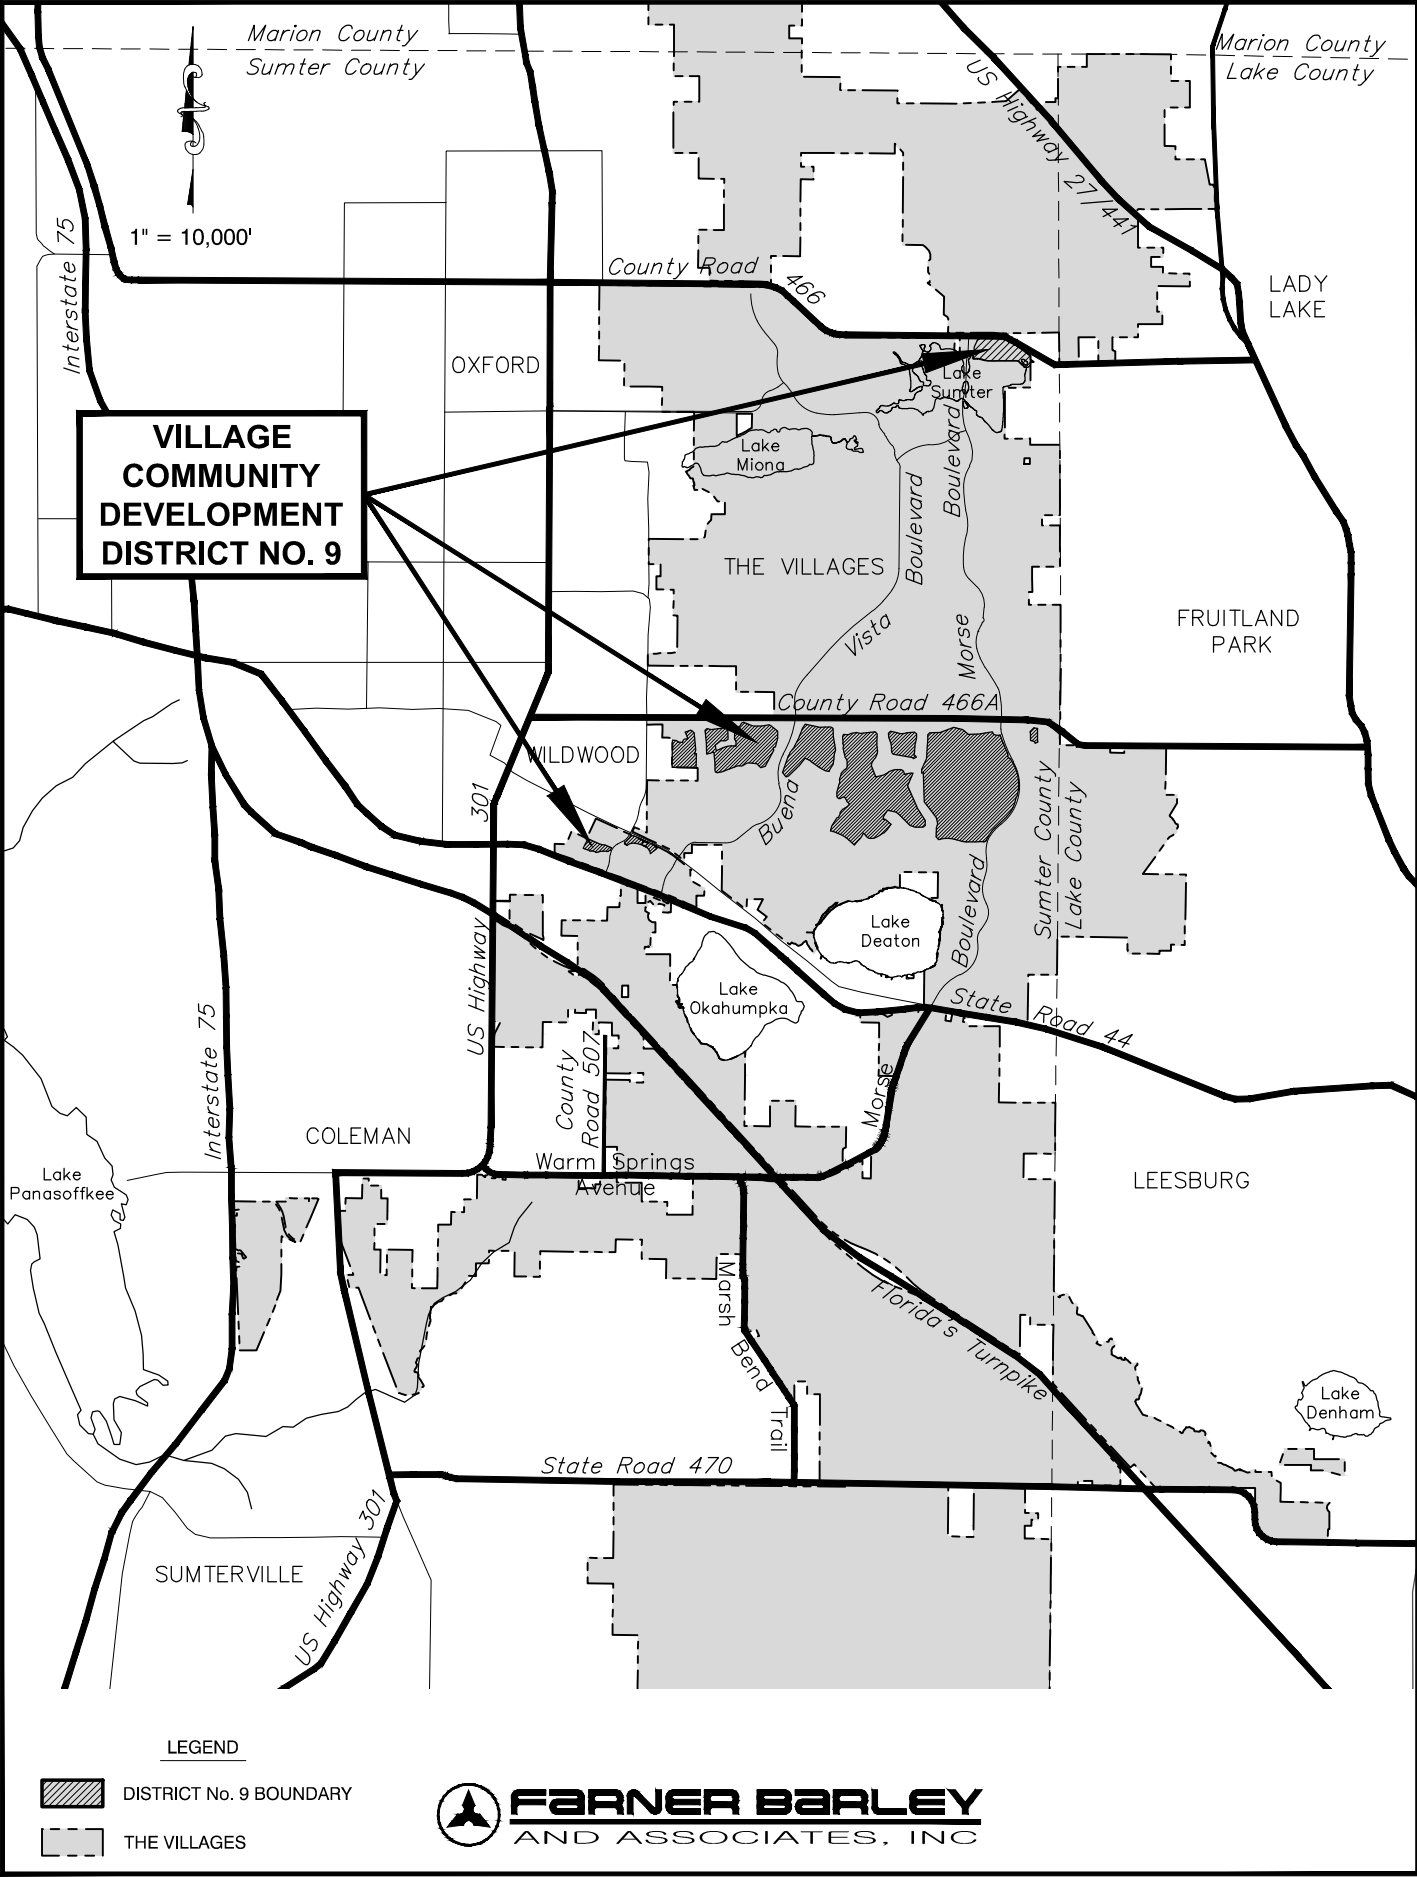 Marion County
Sumter County
Marion County
Lake County
US Highway 27/441
1" = 10,000'
Interstate 75
County Road 466
LADY
LAKE
OXFORD
Lake
Sumter
VILLAGE
COMMUNITY
DEVELOPMENT
DISTRICT NO. 9
Lake
Miona
Boulevard
Boulevard
THE VILLAGES
Vista
Morse
FRUITLAND
PARK
County Road 466A
WILDWOOD
301
Buena
Sumter County
Lake County
Boulevard
Lake
Deaton
US Highway
Lake
Okahumpka
State Road 44
Interstate 75
County
Road 507
Morse
COLEMAN
Warm Springs
Avenue
Lake
Panasoffkee
LEESBURG
Marsh
Bend
Trail
Florida's Turnpike
Lake
Denham
State Road 470
US Highway 301
SUMTERVILLE
LEGEND
DISTRICT No. 9 BOUNDARY
THE VILLAGES
FARNER BARLEY
AND ASSOCIATES, INC